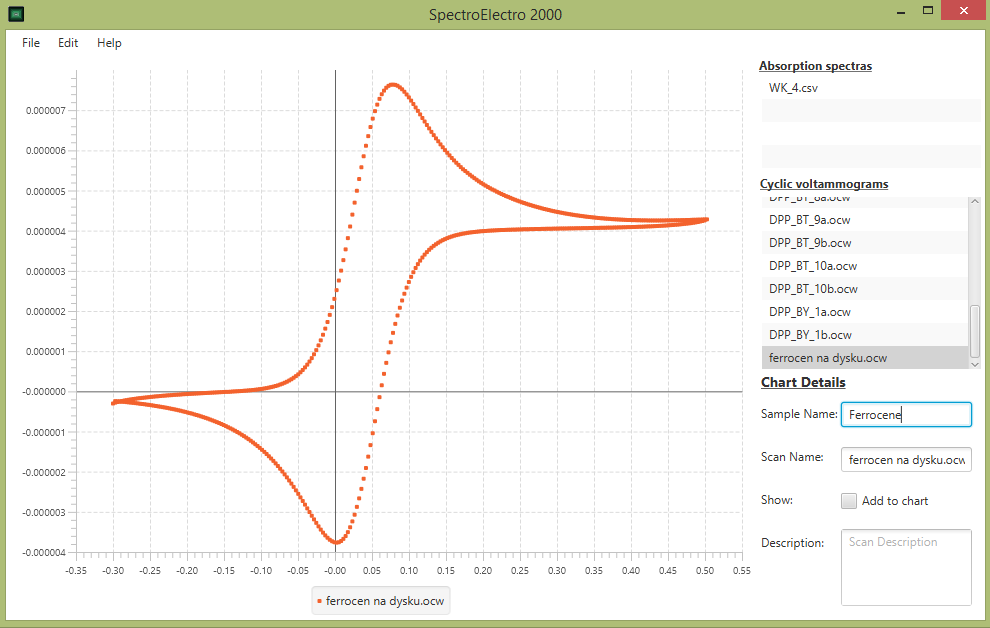 SpectroElectro 2000
File Edit Help
0.000007
0.000006
0.000005
0.000004
0.000003
0.000002
0.000001
-0.000000
-0.000001
-0.000002
-0.000003
-0.000004
-0.35 -0.30 -0.25 -0.20 -0.15 -0.10 -0.05 -0.00 0.05 0.10 0.15 0.20 0.25 0.30 0.35 0.40 0.45 0.50 0.55
ferrocen na dysku.ocw
Absorption spectras
WK_4.csv
Cyclic voltammograms
DPP_BT_8a.ocw
DPP_BT_9a.ocw
DPP_BT_9b.ocw
DPP_BT_10a.ocw
DPP_BT_10b.ocw
DPP_BY_1a.ocw
DPP_BY_1b.ocw
ferrocen na dysku.ocw
Chart Details
Sample Name: Ferrocene
Scan Name: ferrocen na dysku.ocw
Show: Add to chart
Description: Scan Description